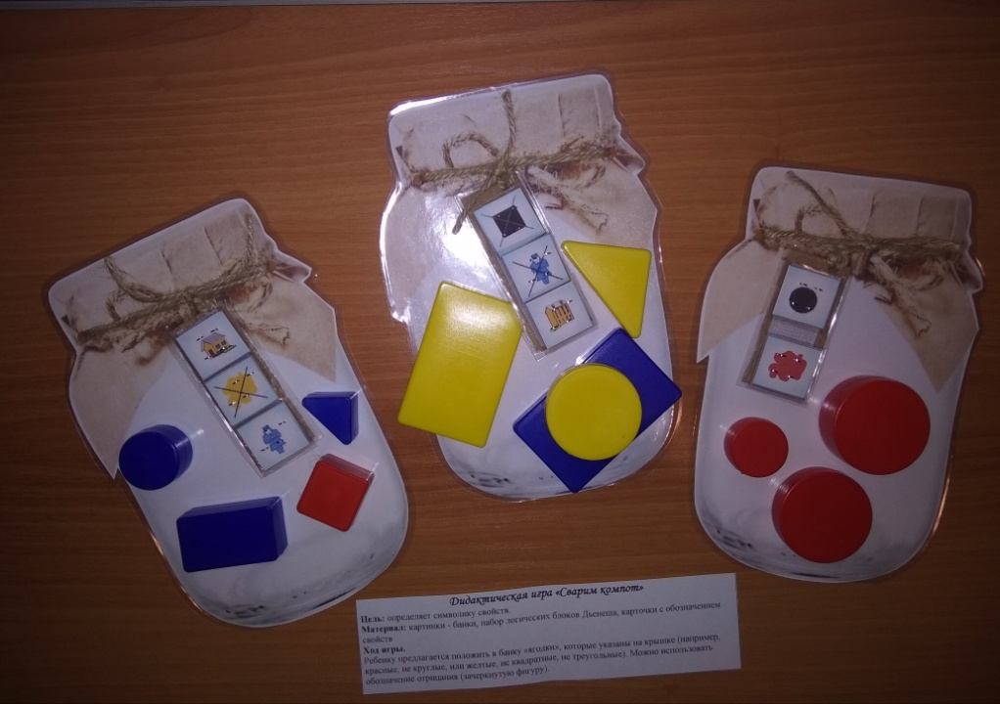 Дидактическая игра «Сварим компот»
Цель: определяет символику свойств.
Материал: картинки - банки, набор логических блоков Дьенеша, карточки с обозначением
свойств
Ход игры.
Ребенку предлагается положить в банку «ягодки», которые указаны на крышке (например,
красные, не круглые, или желтые, не квадратные, не треугольные). Можно использовать
обозначение отрицания (зачеркнутую фигуру).